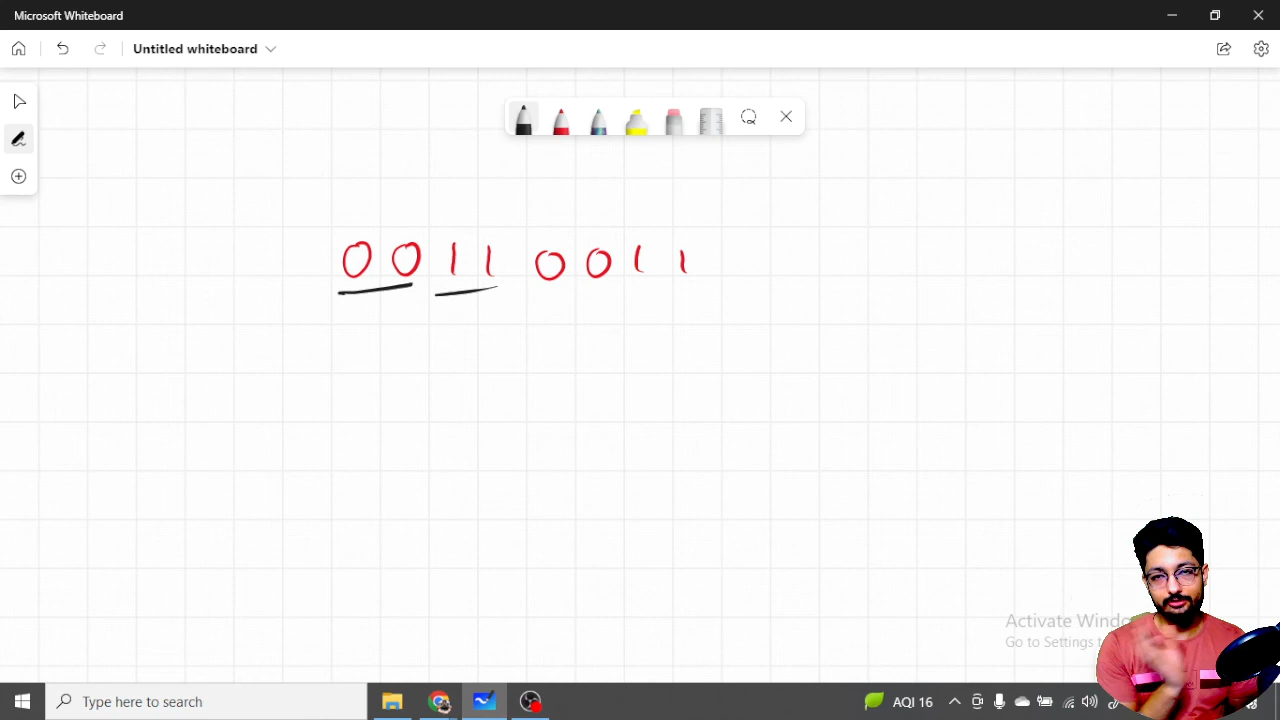 Microsoft Whiteboard
Untitled whiteboard
0 0 1 1 0 0 1 1
Activate
Go to Settings
Type here to search
AQI 16